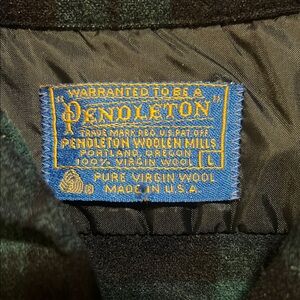 "WARRANTED TO BE A
PENDLETON"
TRADE MARK REG. U.S. PAT. OFF.
PENDLETON WOOLEN MILLS
PORTLAND, OREGON
100% VIRGIN WOOL L
PURE VIRGIN WOOL
MADE IN U.S.A.